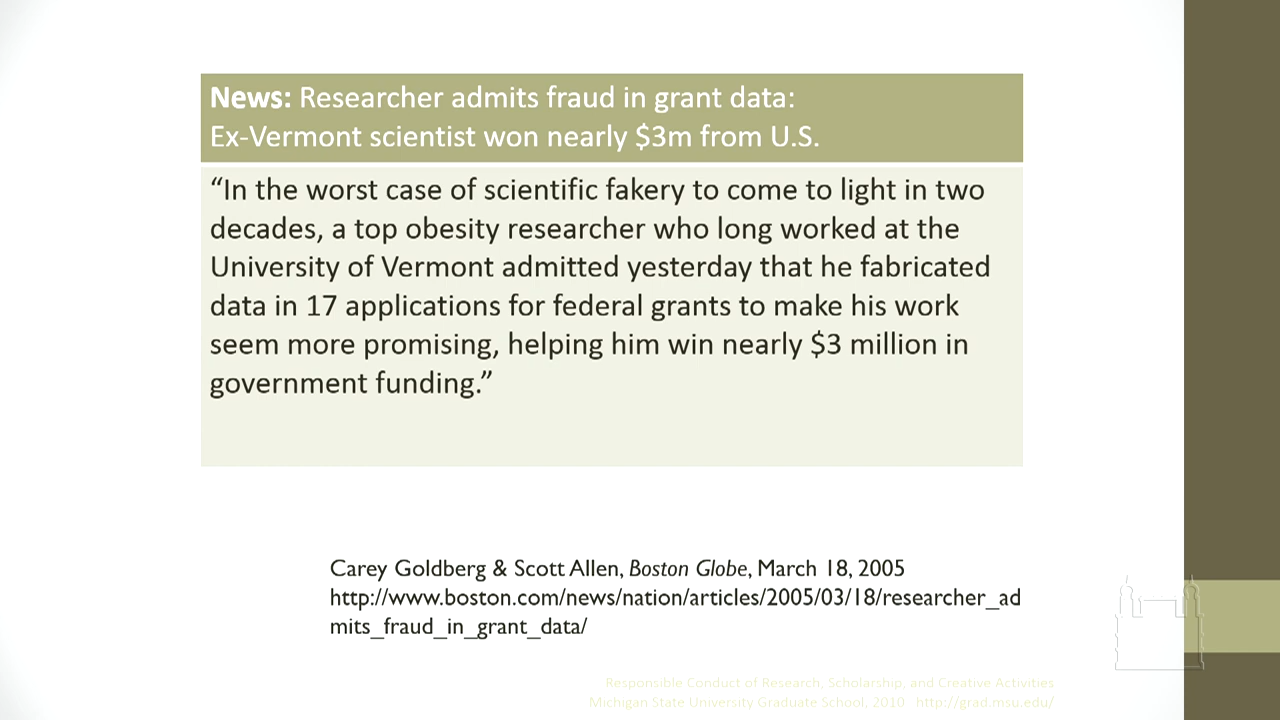 News: Researcher admits fraud in grant data:
Ex-Vermont scientist won nearly $3m from U.S.
“In the worst case of scientific fakery to come to light in two
decades, a top obesity researcher who long worked at the
University of Vermont admitted yesterday that he fabricated
data in 17 applications for federal grants to make his work
seem more promising, helping him win nearly $3 million in
government funding.”
Carey Goldberg & Scott Allen, Boston Globe, March 18, 2005
http://www.boston.com/news/nation/articles/2005/03/18/researcher_ad
mits_fraud_in_grant_data/
Responsible Conduct of Research, Scholarship, and Creative Activities
Michigan State University Graduate School, 2010 http://grad.msu.edu/